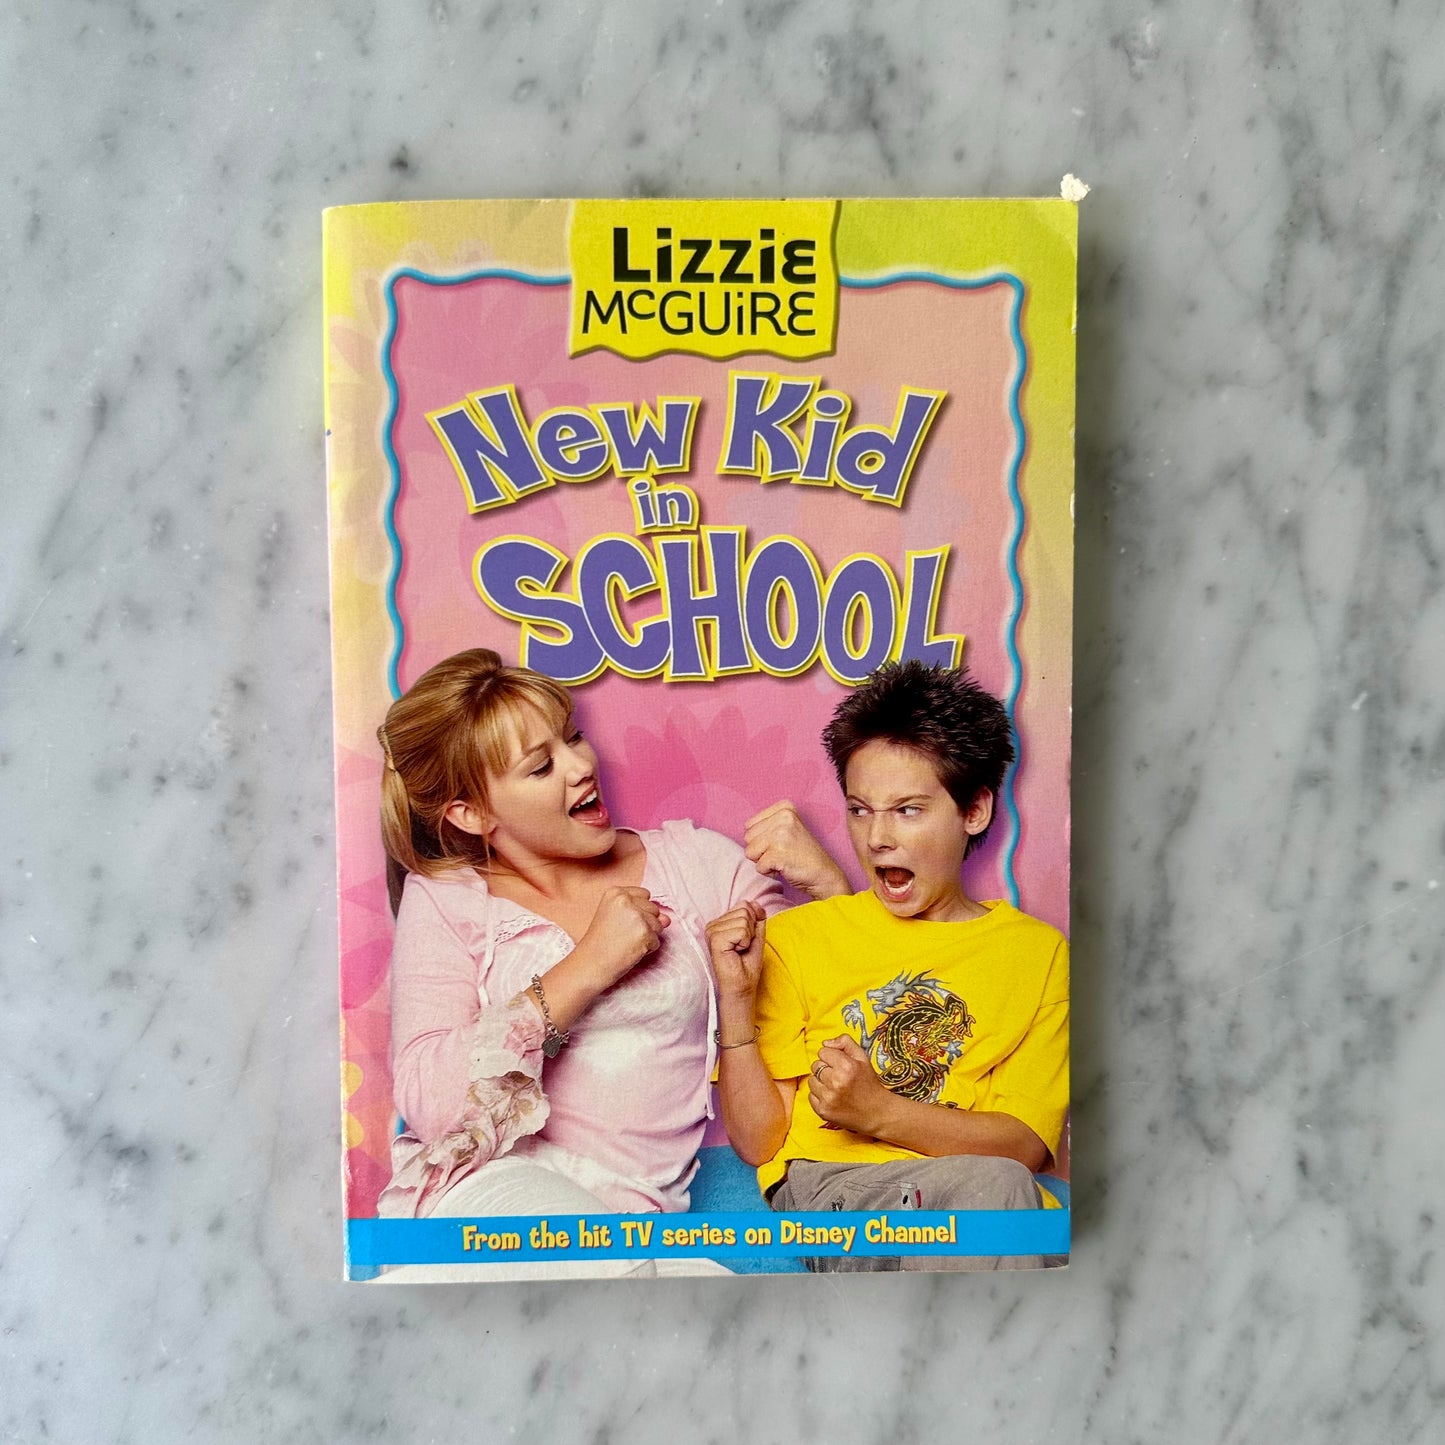 Lizzie
McGuire
New Kid
in
SCHOOL
From the hit TV series on Disney Channel